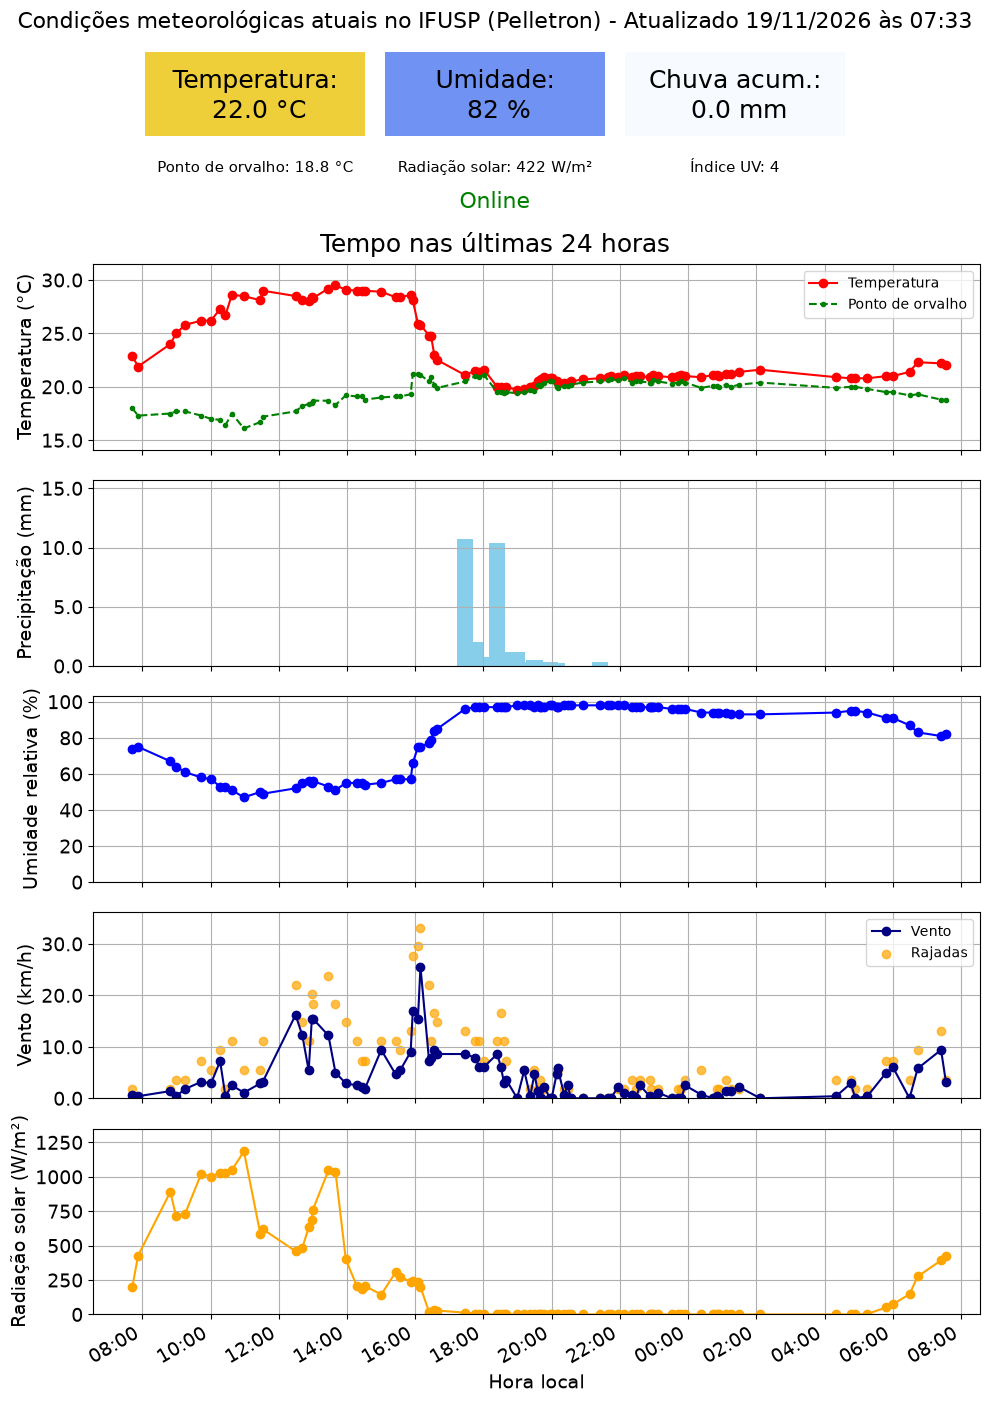 Condições meteorológicas atuais no IFUSP (Pelletron) - Atualizado 19/11/2026 às 07:33
Temperatura:
22.0 °C
Umidade:
82 %
Chuva acum.:
0.0 mm
Ponto de orvalho: 18.8 °C
Radiação solar: 422 W/m²
Índice UV: 4
Online
Tempo nas últimas 24 horas
Temperatura (°C)
30.0
25.0
20.0
15.0
Temperatura
Ponto de orvalho
Precipitação (mm)
15.0
10.0
5.0
0.0
Umidade relativa (%)
100
80
60
40
20
0
Vento (km/h)
30.0
20.0
10.0
0.0
Vento
Rajadas
Radiação solar (W/m²)
1250
1000
750
500
250
0
08:00
10:00
12:00
14:00
16:00
18:00
20:00
22:00
00:00
02:00
04:00
06:00
08:00
Hora local